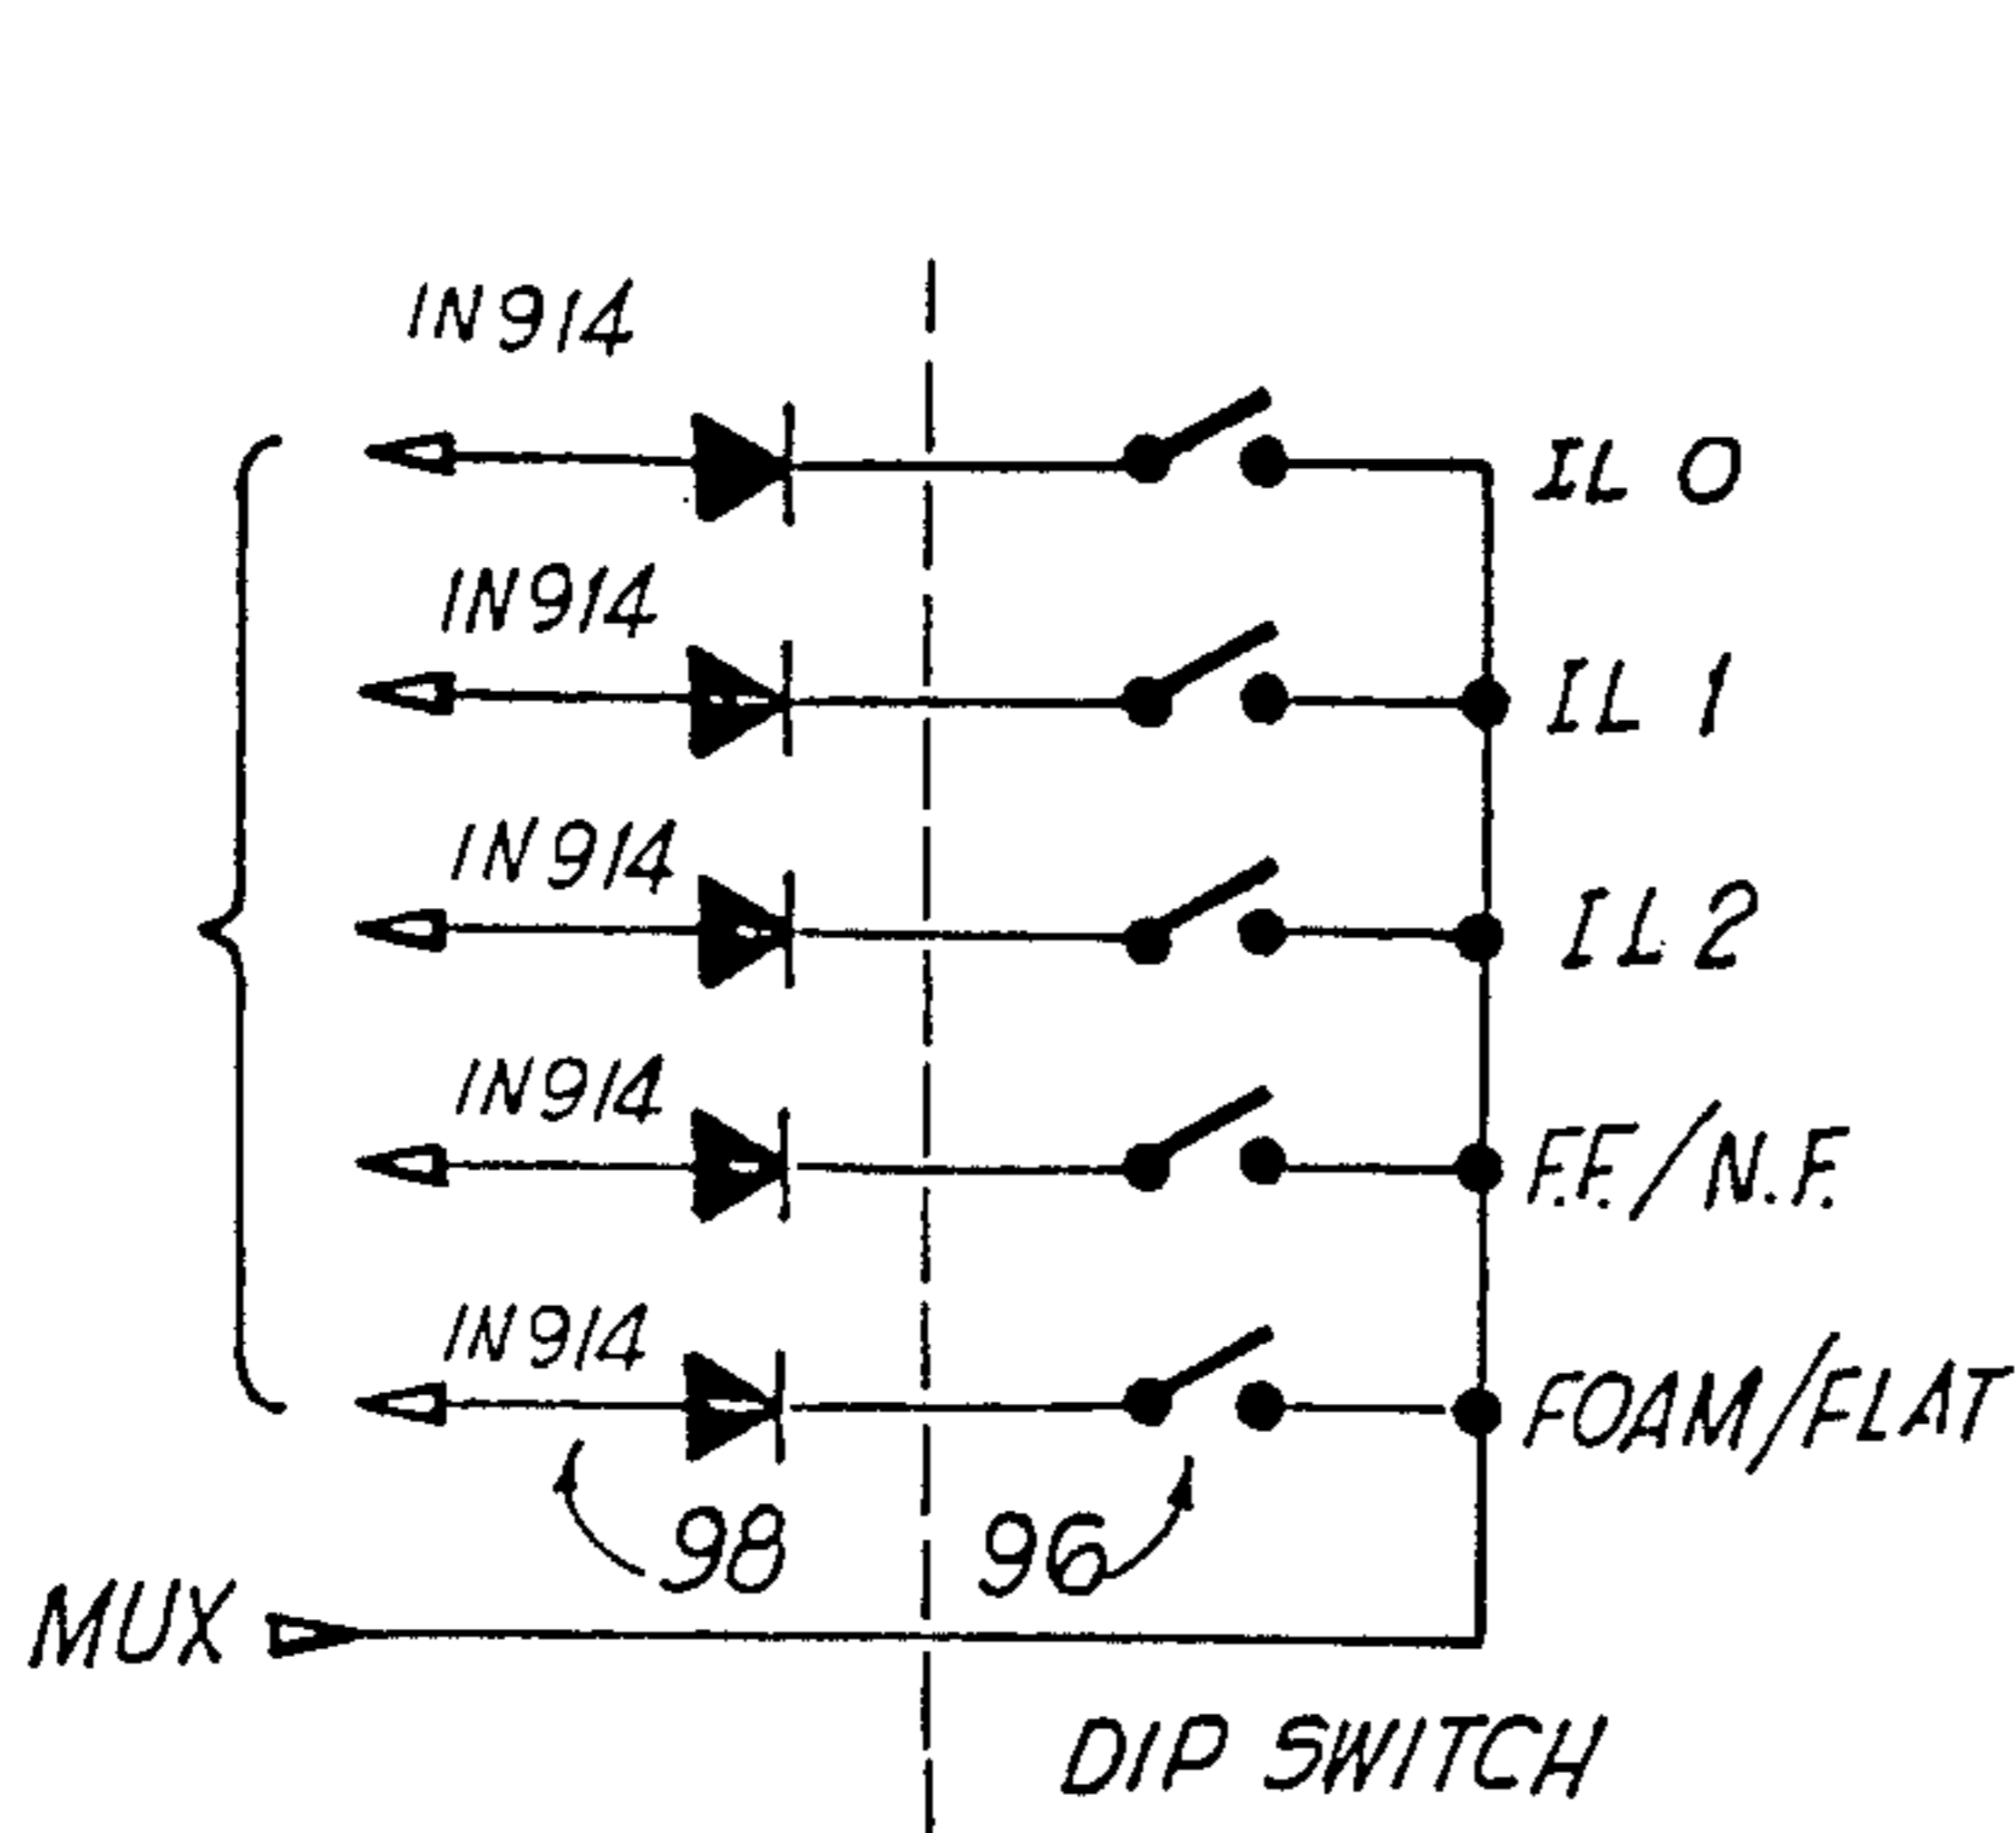 IN914
IL 0
IN914
IL 1
IN914
IL 2
IN914
F.F./N.F.
IN914
FOAM/FLAT
98
96
MUX
DIP SWITCH